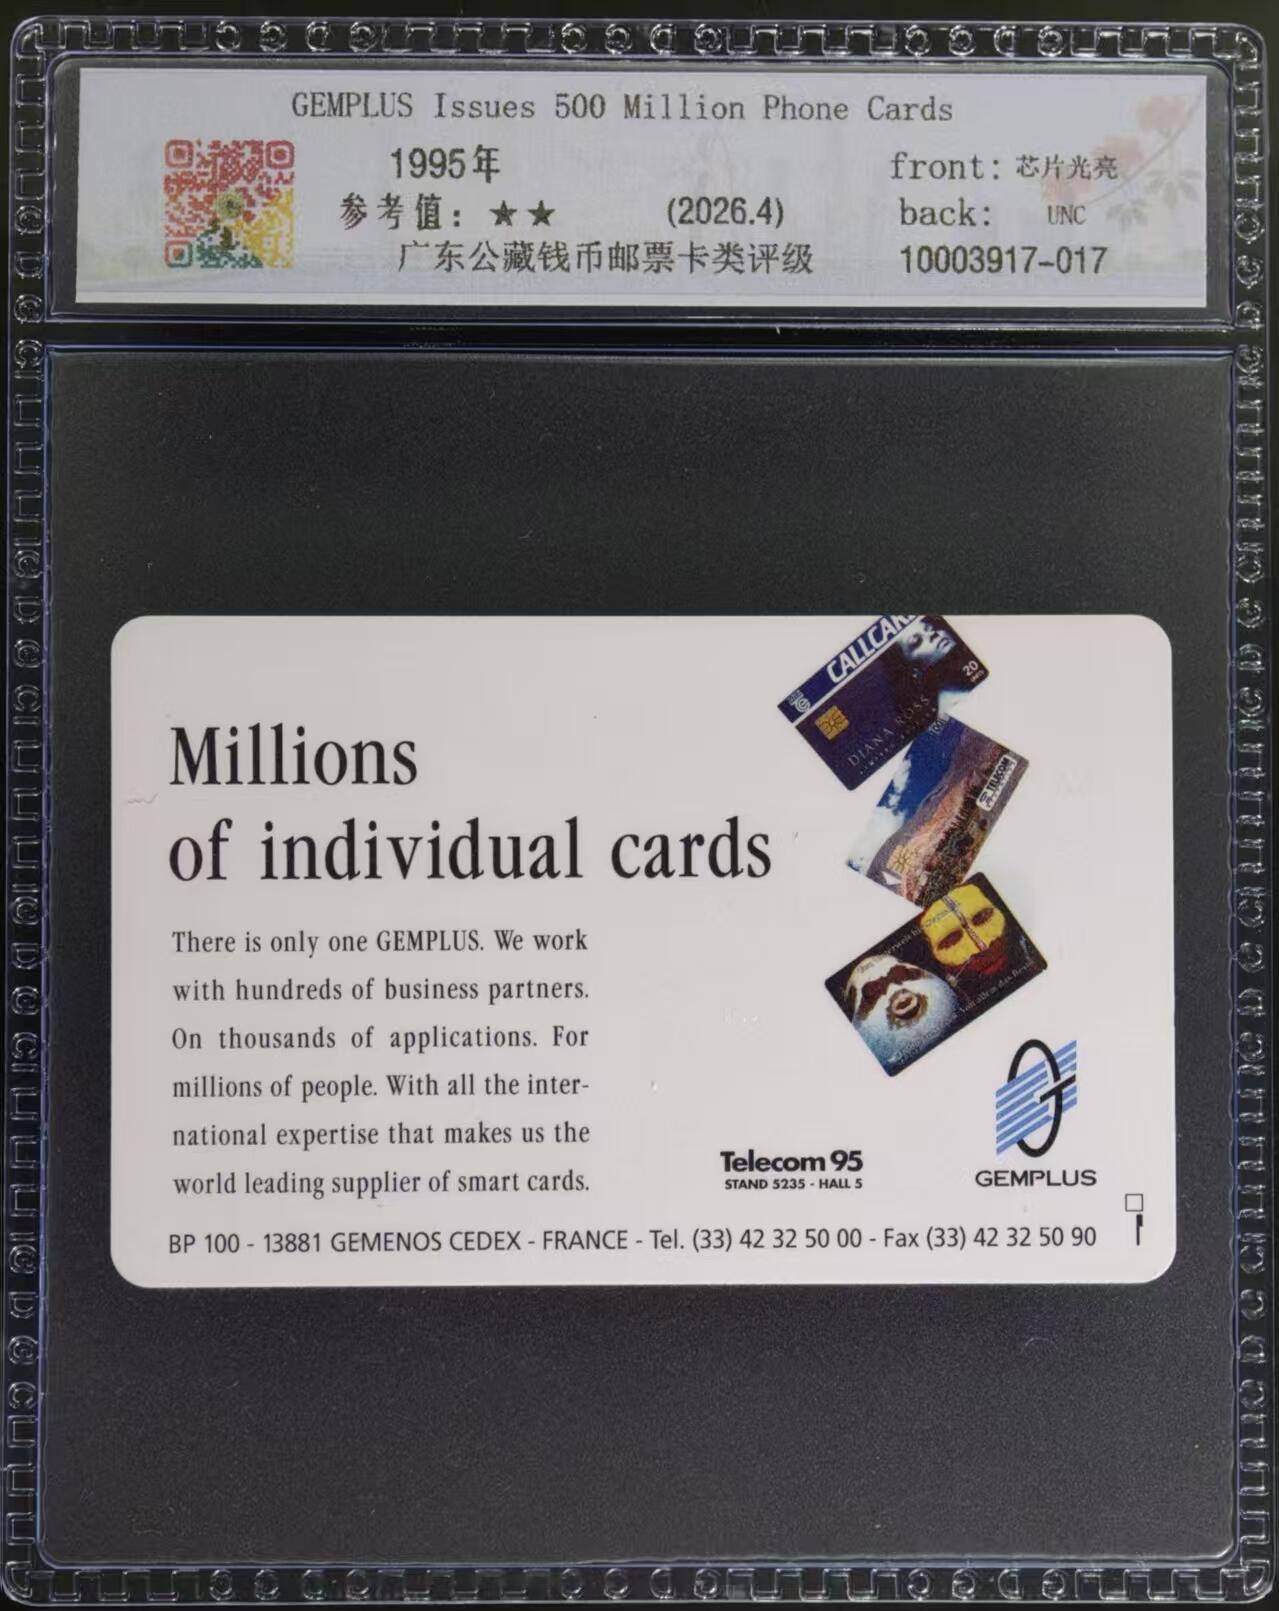 GEMPLUS Issues 500 Million Phone Cards
1995年
front: 芯片光亮
参考值: ★★ (2026.4)
back: UNC
广东公藏钱币邮票卡类评级
10003917-017
CALLCAR
20
DIANA ROSS
TELECOM
Millions
of individual cards
There is only one GEMPLUS. We work
with hundreds of business partners.
On thousands of applications. For
millions of people. With all the inter-
national expertise that makes us the
world leading supplier of smart cards.
Telecom 95
STAND 5235 - HALL 5
GEMPLUS
BP 100 - 13881 GEMENOS CEDEX - FRANCE - Tel. (33) 42 32 50 00 - Fax (33) 42 32 50 90